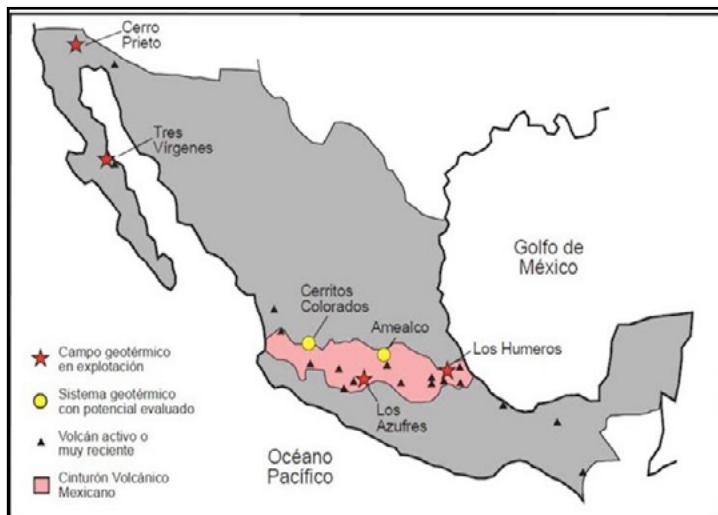 Cerro
Prieto
Tres
Vírgenes
Golfo de
México
Cerritos
Colorados
Amealco
Los Humeros
Los
Azufres
Océano
Pacífico
Campo geotérmico
en explotación
Sistema geotérmico
con potencial evaluado
Volcán activo o
muy reciente
Cinturón Volcánico
Mexicano